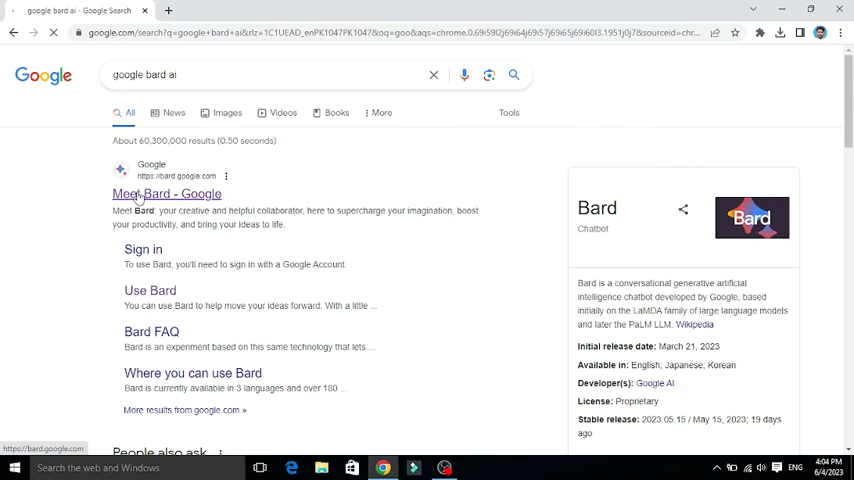 google bard ai - Google Search
google.com/search?q=google+bard+ai&rlz=1C1UEAD_enPK1047PK1047&oq=goo&aqs=chrome.0.69i59l2j69i64j69i57j69i65j69i60l3.1951j0j7&sourceid=chr...
Google
google bard ai
All
News
Images
Videos
Books
More
Tools
About 60,300,000 results (0.50 seconds)
Google
https://bard.google.com
Meet Bard - Google
Meet Bard: your creative and helpful collaborator, here to supercharge your imagination, boost
your productivity, and bring your ideas to life.
Sign in
To use Bard, you'll need to sign in with a Google Account.
Use Bard
You can use Bard to help move your ideas forward. With a little ...
Bard FAQ
Bard is an experiment based on this same technology that lets ...
Where you can use Bard
Bard is currently available in 3 languages and over 180 ...
More results from google.com »
People also ask
Bard
Chatbot
Bard
Bard is a conversational generative artificial
intelligence chatbot developed by Google, based
initially on the LaMDA family of large language models
and later the PaLM LLM. Wikipedia
Initial release date: March 21, 2023
Available in: English; Japanese; Korean
Developer(s): Google AI
License: Proprietary
Stable release: 2023.05.15 / May 15, 2023; 19 days
ago
https://bard.google.com
Search the web and Windows
ENG
4:04 PM
6/4/2023